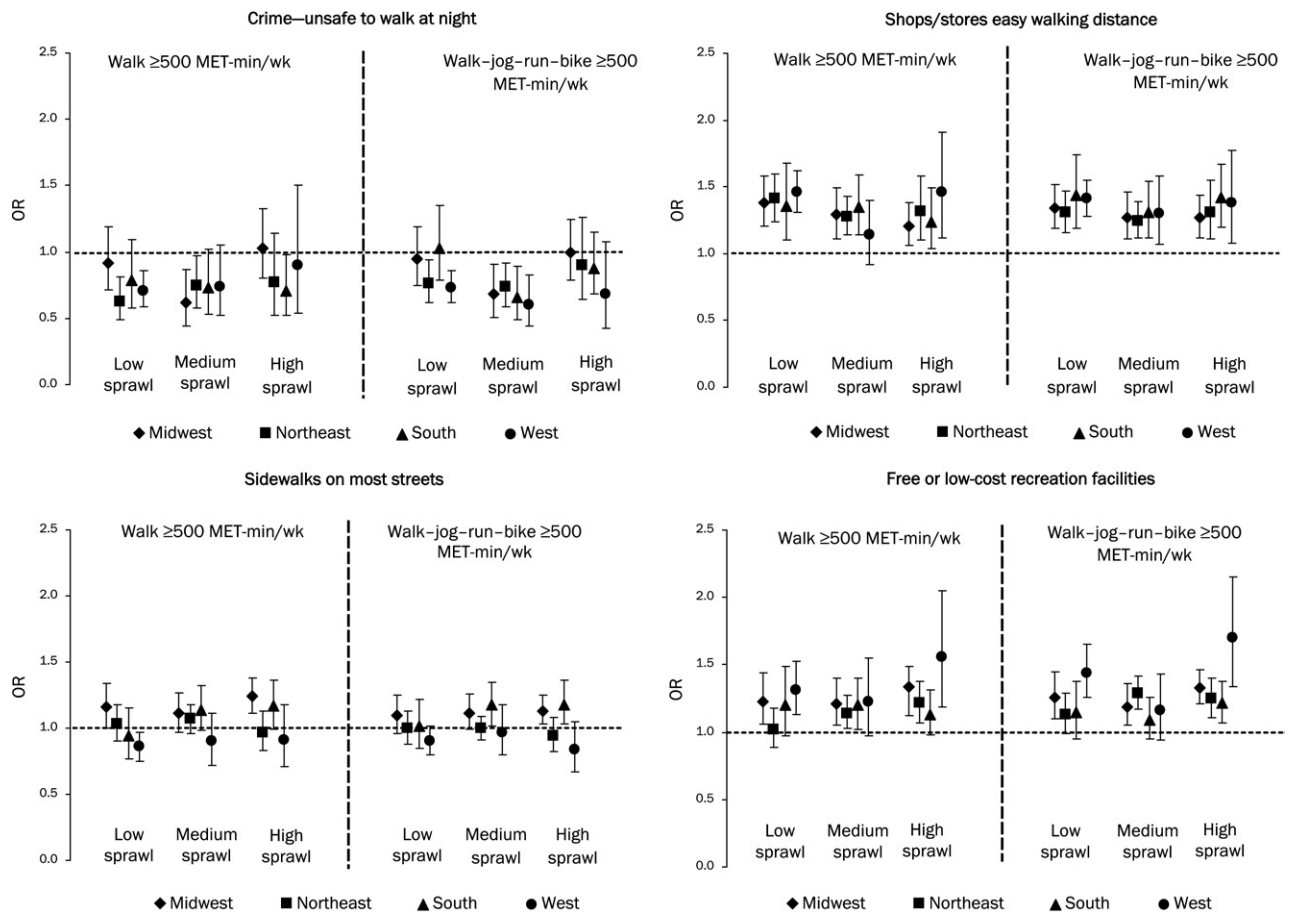 Crime—unsafe to walk at night
2.5
2.0
1.5
1.0
0.5
0.0
OR
Walk ≥500 MET-min/wk
Walk–jog–run–bike ≥500
MET-min/wk
Low
sprawl
Medium
sprawl
High
sprawl
Low
sprawl
Medium
sprawl
High
sprawl
Midwest Northeast South West
Shops/stores easy walking distance
2.5
2.0
1.5
1.0
0.5
0.0
OR
Walk ≥500 MET-min/wk
Walk–jog–run–bike ≥500
MET-min/wk
Low
sprawl
Medium
sprawl
High
sprawl
Low
sprawl
Medium
sprawl
High
sprawl
Midwest Northeast South West
Sidewalks on most streets
2.5
2.0
1.5
1.0
0.5
0.0
OR
Walk ≥500 MET-min/wk
Walk–jog–run–bike ≥500
MET-min/wk
Low
sprawl
Medium
sprawl
High
sprawl
Low
sprawl
Medium
sprawl
High
sprawl
Midwest Northeast South West
Free or low-cost recreation facilities
2.5
2.0
1.5
1.0
0.5
0.0
OR
Walk ≥500 MET-min/wk
Walk–jog–run–bike ≥500
MET-min/wk
Low
sprawl
Medium
sprawl
High
sprawl
Low
sprawl
Medium
sprawl
High
sprawl
Midwest Northeast South West